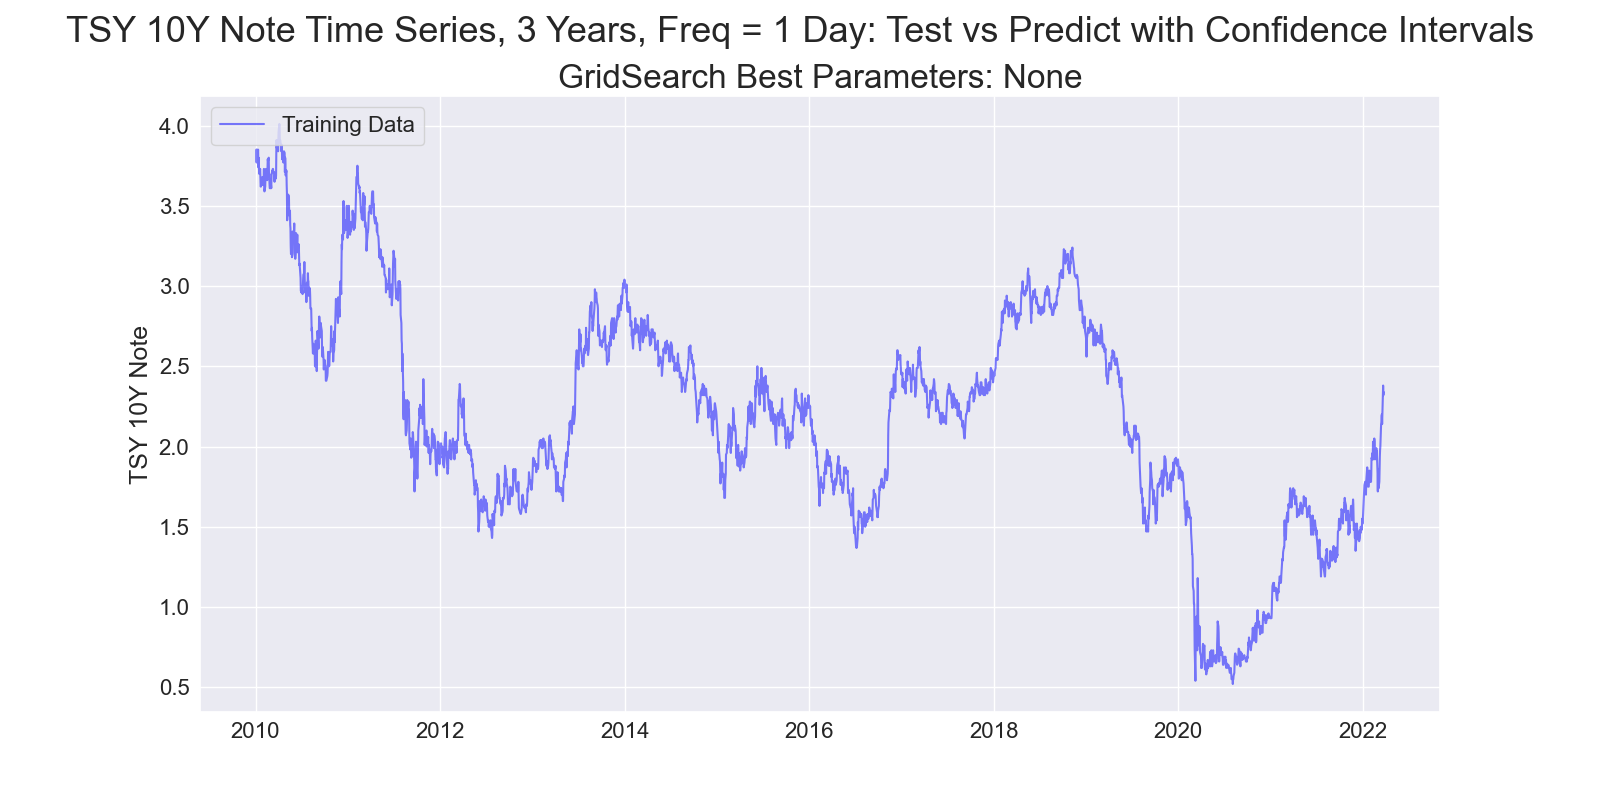 TSY 10Y Note Time Series, 3 Years, Freq = 1 Day: Test vs Predict with Confidence Intervals
GridSearch Best Parameters: None
Training Data
4.0
3.5
3.0
2.5
2.0
1.5
1.0
0.5
TSY 10Y Note
2010 2012 2014 2016 2018 2020 2022